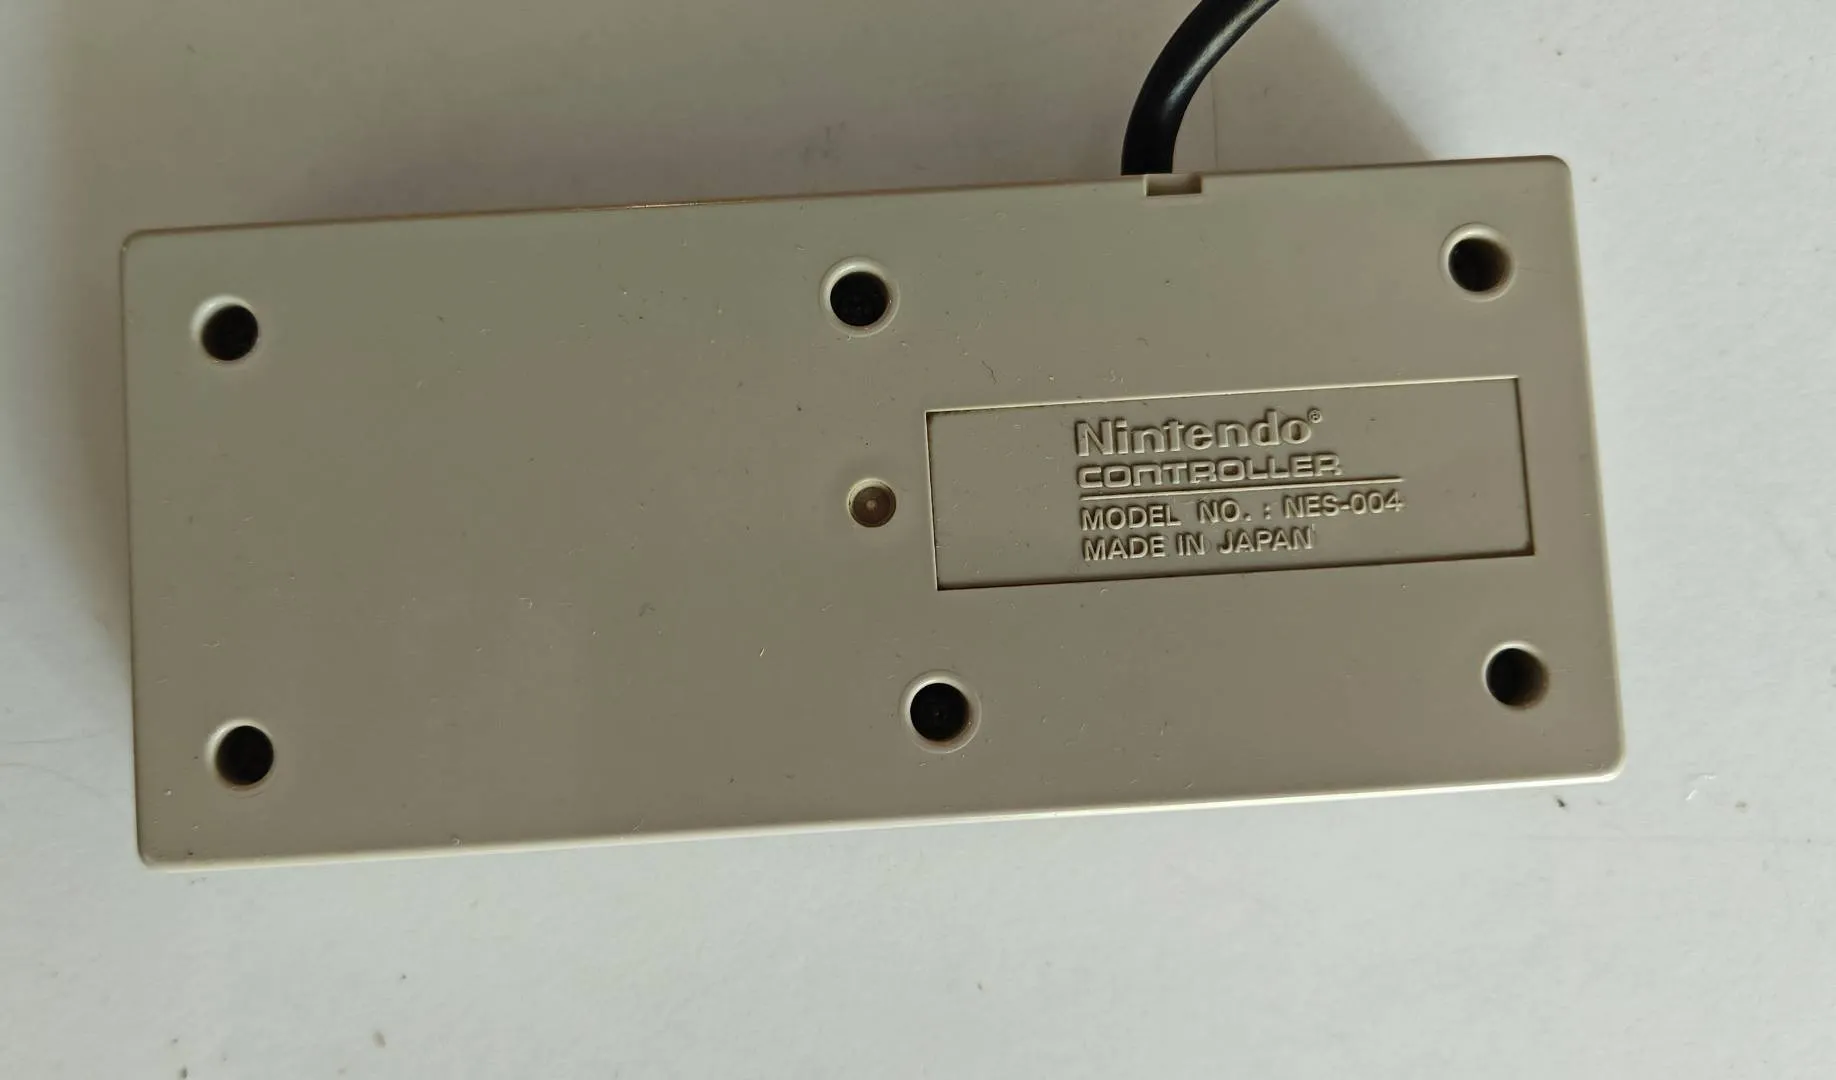 Nintendo®
CONTROLLER
MODEL NO. : NES-004
MADE IN JAPAN